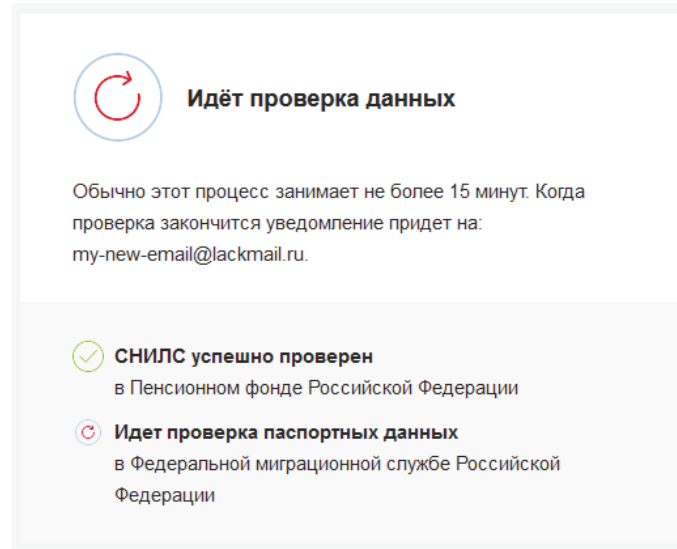 Идёт проверка данных
Обычно этот процесс занимает не более 15 минут. Когда
проверка закончится уведомление придет на:
my-new-email@lackmail.ru.
СНИЛС успешно проверен
в Пенсионном фонде Российской Федерации
Идет проверка паспортных данных
в Федеральной миграционной службе Российской
Федерации